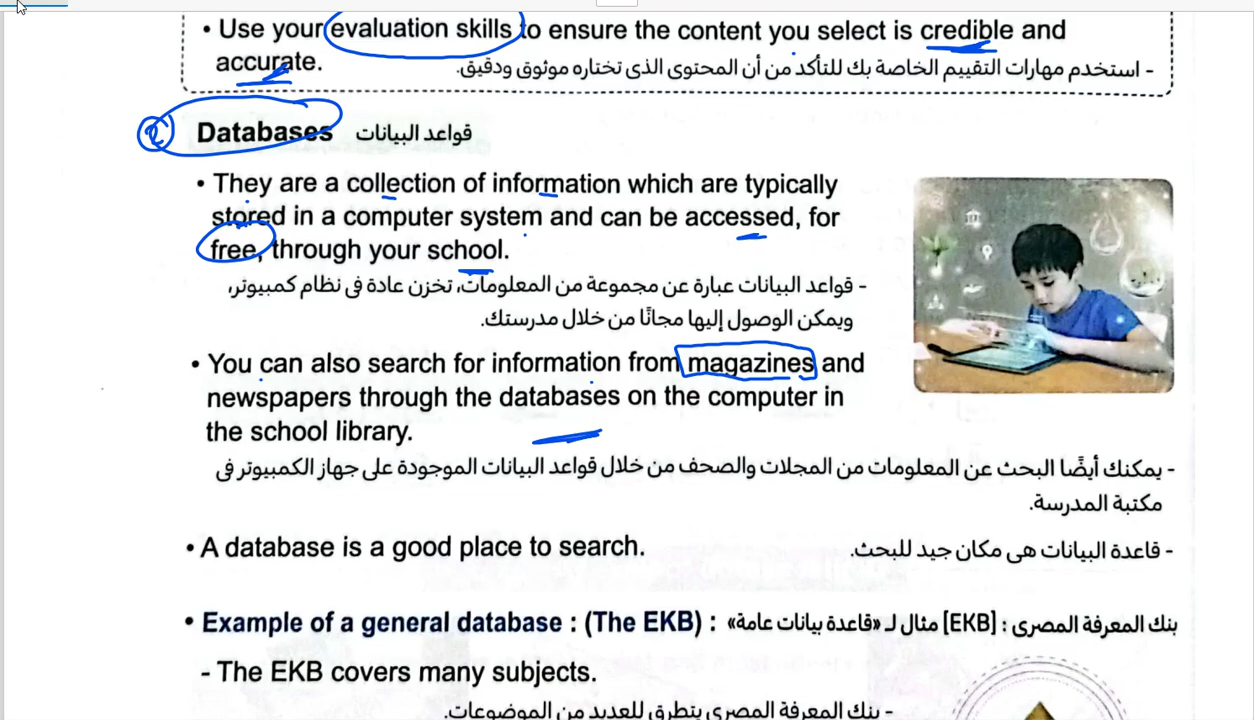 • Use your evaluation skills to ensure the content you select is credible and
accurate.
- استخدم مهارات التقييم الخاصة بك للتأكد من أن المحتوى الذى تختاره موثوق ودقيق.
Databases قواعد البيانات
• They are a collection of information which are typically
stored in a computer system and can be accessed, for
free, through your school.
- قواعد البيانات عبارة عن مجموعة من المعلومات، تخزن عادة فى نظام كمبيوتر،
ويمكن الوصول إليها مجانًا من خلال مدرستك.
• You can also search for information from magazines and
newspapers through the databases on the computer in
the school library.
- يمكنك أيضًا البحث عن المعلومات من المجلات والصحف من خلال قواعد البيانات الموجودة على جهاز الكمبيوتر فى
مكتبة المدرسة.
• A database is a good place to search. - قاعدة البيانات هى مكان جيد للبحث.
• Example of a general database : (The EKB) : بنك المعرفة المصرى : [EKB] مثال لـ «قاعدة بيانات عامة»
- The EKB covers many subjects.
- بنك المعرفة المصرى يتطرق للعديد من الموضوعات.